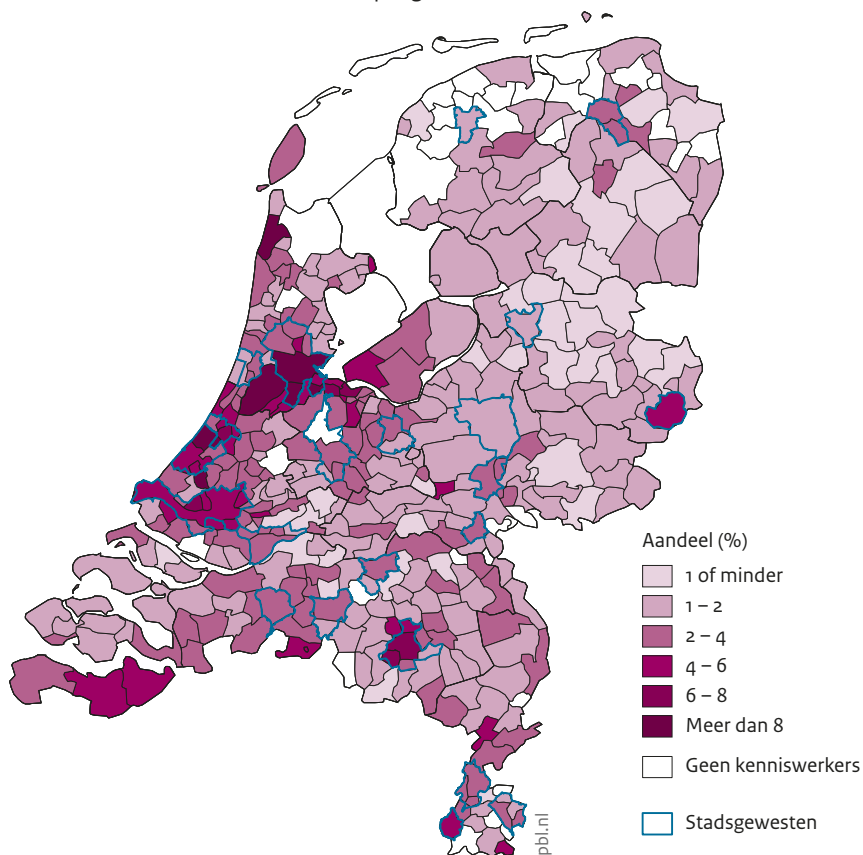 Aandeel (%)
1 of minder
1 – 2
2 – 4
4 – 6
6 – 8
Meer dan 8
Geen kenniswerkers
Stadsgewesten
pbl.nl